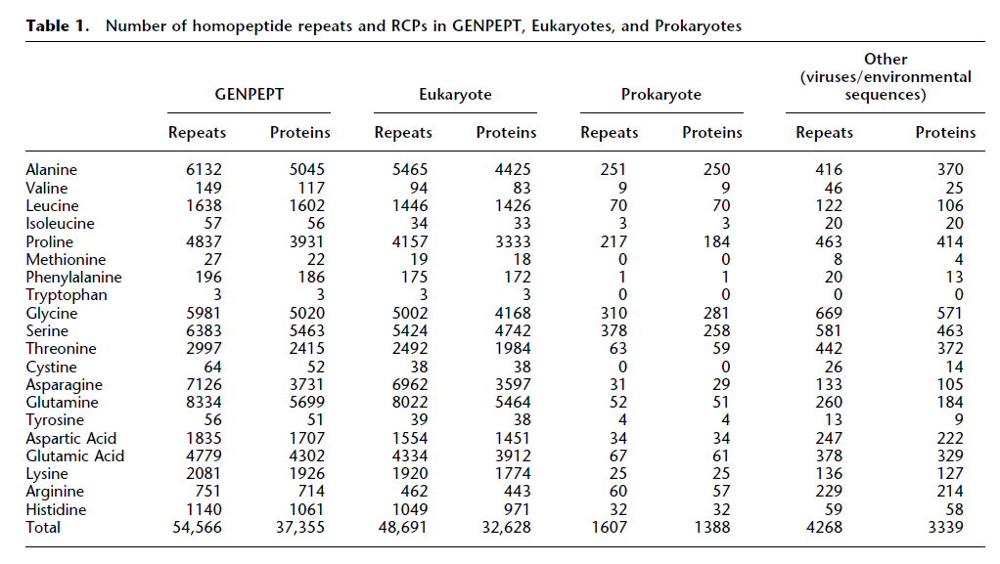 Table 1. Number of homopeptide repeats and RCPs in GENPEPT, Eukaryotes, and Prokaryotes
Other
(viruses/environmental
GENPEPT Eukaryote Prokaryote sequences)
Repeats Proteins Repeats Proteins Repeats Proteins Repeats Proteins
Alanine 6132 5045 5465 4425 251 250 416 370
Valine 149 117 94 83 9 9 46 25
Leucine 1638 1602 1446 1426 70 70 122 106
Isoleucine 57 56 34 33 3 3 20 20
Proline 4837 3931 4157 3333 217 184 463 414
Methionine 27 22 19 18 0 0 8 4
Phenylalanine 196 186 175 172 1 1 20 13
Tryptophan 3 3 3 3 0 0 0 0
Glycine 5981 5020 5002 4168 310 281 669 571
Serine 6383 5463 5424 4742 378 258 581 463
Threonine 2997 2415 2492 1984 63 59 442 372
Cystine 64 52 38 38 0 0 26 14
Asparagine 7126 3731 6962 3597 31 29 133 105
Glutamine 8334 5699 8022 5464 52 51 260 184
Tyrosine 56 51 39 38 4 4 13 9
Aspartic Acid 1835 1707 1554 1451 34 34 247 222
Glutamic Acid 4779 4302 4334 3912 67 61 378 329
Lysine 2081 1926 1920 1774 25 25 136 127
Arginine 751 714 462 443 60 57 229 214
Histidine 1140 1061 1049 971 32 32 59 58
Total 54,566 37,355 48,691 32,628 1607 1388 4268 3339